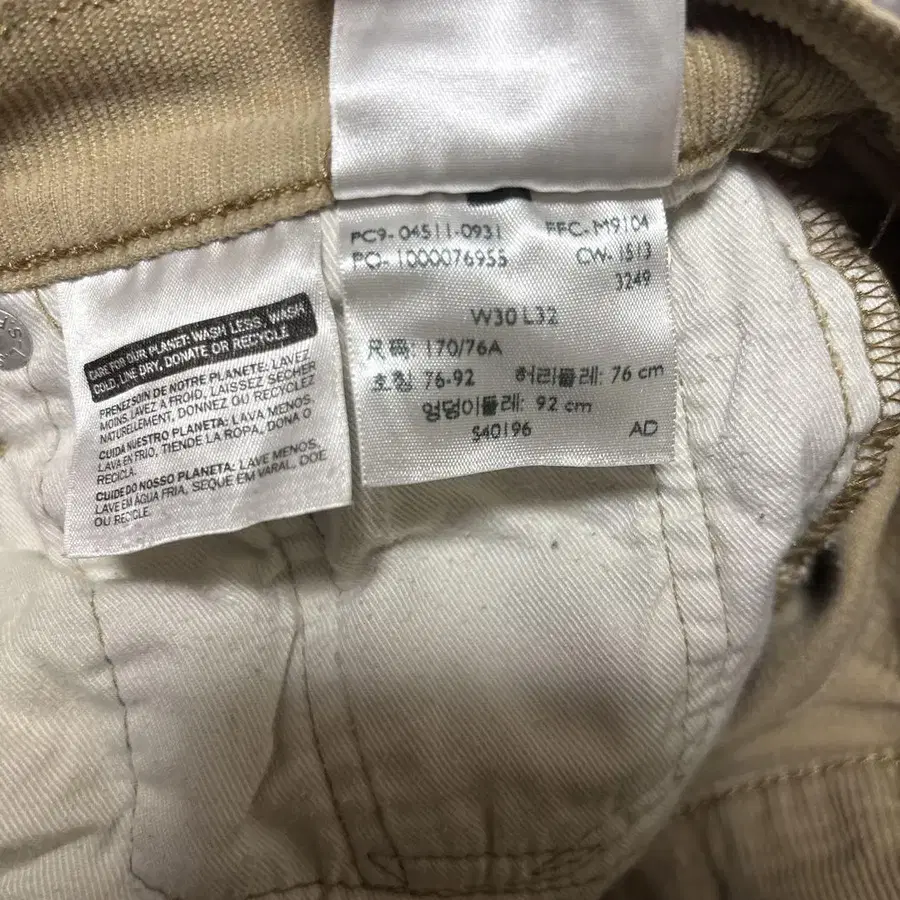 CARE FOR OUR PLANET: WASH LESS, WASH
COLD, LINE DRY, DONATE OR RECYCLE
PRENEZ SOIN DE NOTRE PLANETE: LAVEZ
MOINS, LAVEZ À FROID, LAISSEZ SÉCHER
NATURELLEMENT, DONNEZ OU RECYCLEZ
CUIDA NUESTRO PLANETA: LAVA MENOS,
LAVA EN FRIO, TIENDE LA ROPA, DONA O
RECICLA.
CUIDE DO NOSSO PLANETA: LAVE MENOS,
LAVE EM ÁGUA FRIA, SEQUE EM VARAL, DOE
OU RECICLE.
PC9-04511-0931 FFC-M9104
PO-1000076955 CW-1513
3249
W30 L32
尺碼: 170/76A
호칭 76-92 허리둘레: 76 cm
엉덩이둘레: 92 cm
S40196 AD